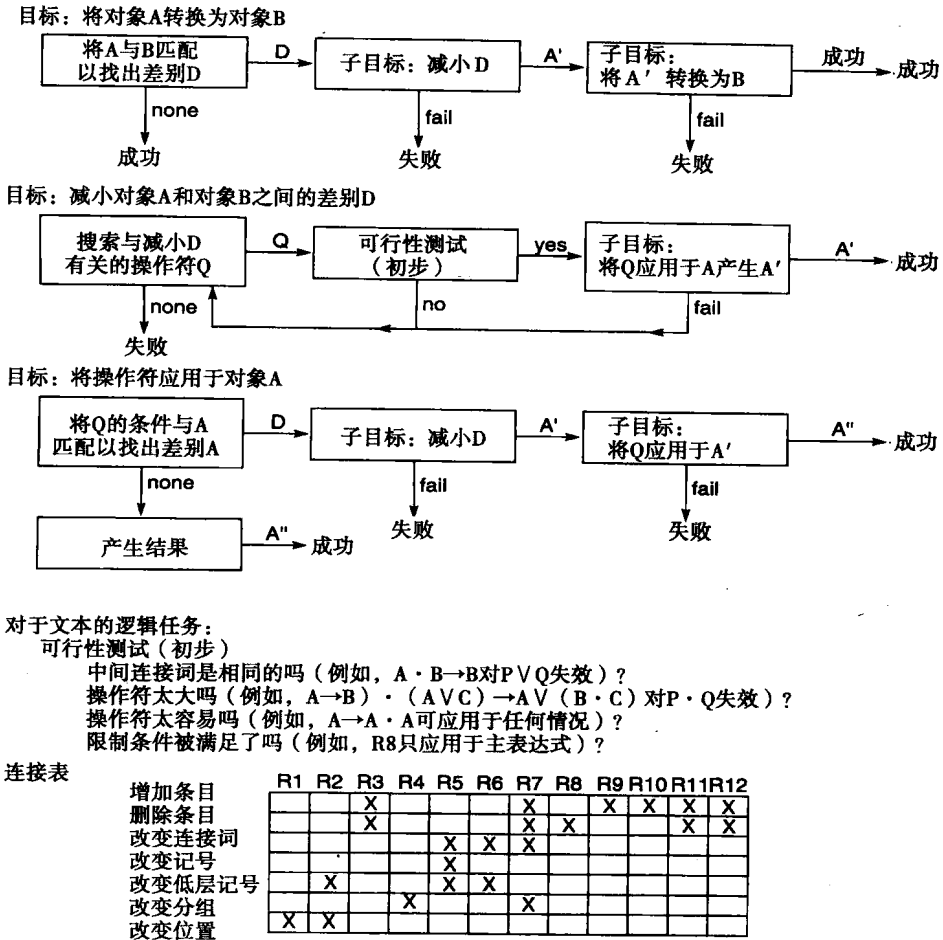 目标：将对象A转换为对象B
将A与B匹配
以找出差别D
D
子目标：减小D
A'
子目标：
将A′转换为B
成功
成功
none
fail
fail
成功
失败
失败
目标：减小对象A和对象B之间的差别D
搜索与减小D
有关的操作符Q
Q
可行性测试
（初步）
yes
子目标：
将Q应用于A产生A′
A'
成功
none
no
fail
失败
目标：将操作符应用于对象A
将Q的条件与A
匹配以找出差别A
D
子目标：减小D
A'
子目标：
将Q应用于A′
A"
成功
none
fail
fail
失败
失败
产生结果
A"
成功
对于文本的逻辑任务：
可行性测试（初步）
中间连接词是相同的吗（例如，A·B→B对P∨Q失效）？
操作符太大吗（例如，A→B）·（A∨C）→A∨（B·C）对P·Q失效）？
操作符太容易吗（例如，A→A·A可应用于任何情况）？
限制条件被满足了吗（例如，R8只应用于主表达式）？
连接表
R1 R2 R3 R4 R5 R6 R7 R8 R9 R10 R11 R12
增加条目 X X X X X X
删除条目 X X X X X
改变连接词 X X X
改变记号 X
改变低层记号 X X X
改变分组 X X
改变位置 X X